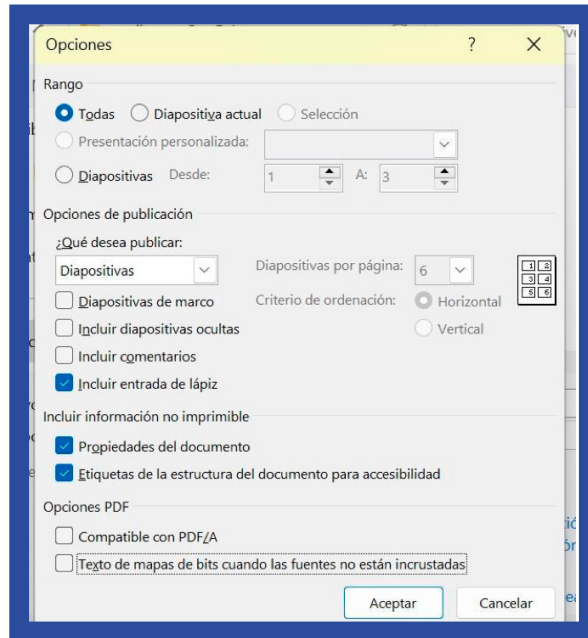 Opciones ? X
Rango
Todas Diapositiva actual Selección
Presentación personalizada:
Diapositivas Desde: 1 A: 3
Opciones de publicación
¿Qué desea publicar:
Diapositivas Diapositivas por página: 6
1 2
3 4
5 6
Diapositivas de marco Criterio de ordenación: Horizontal
Incluir diapositivas ocultas Vertical
Incluir comentarios
Incluir entrada de lápiz
Incluir información no imprimible
Propiedades del documento
Etiquetas de la estructura del documento para accesibilidad
Opciones PDF
Compatible con PDF/A
Texto de mapas de bits cuando las fuentes no están incrustadas
Aceptar Cancelar